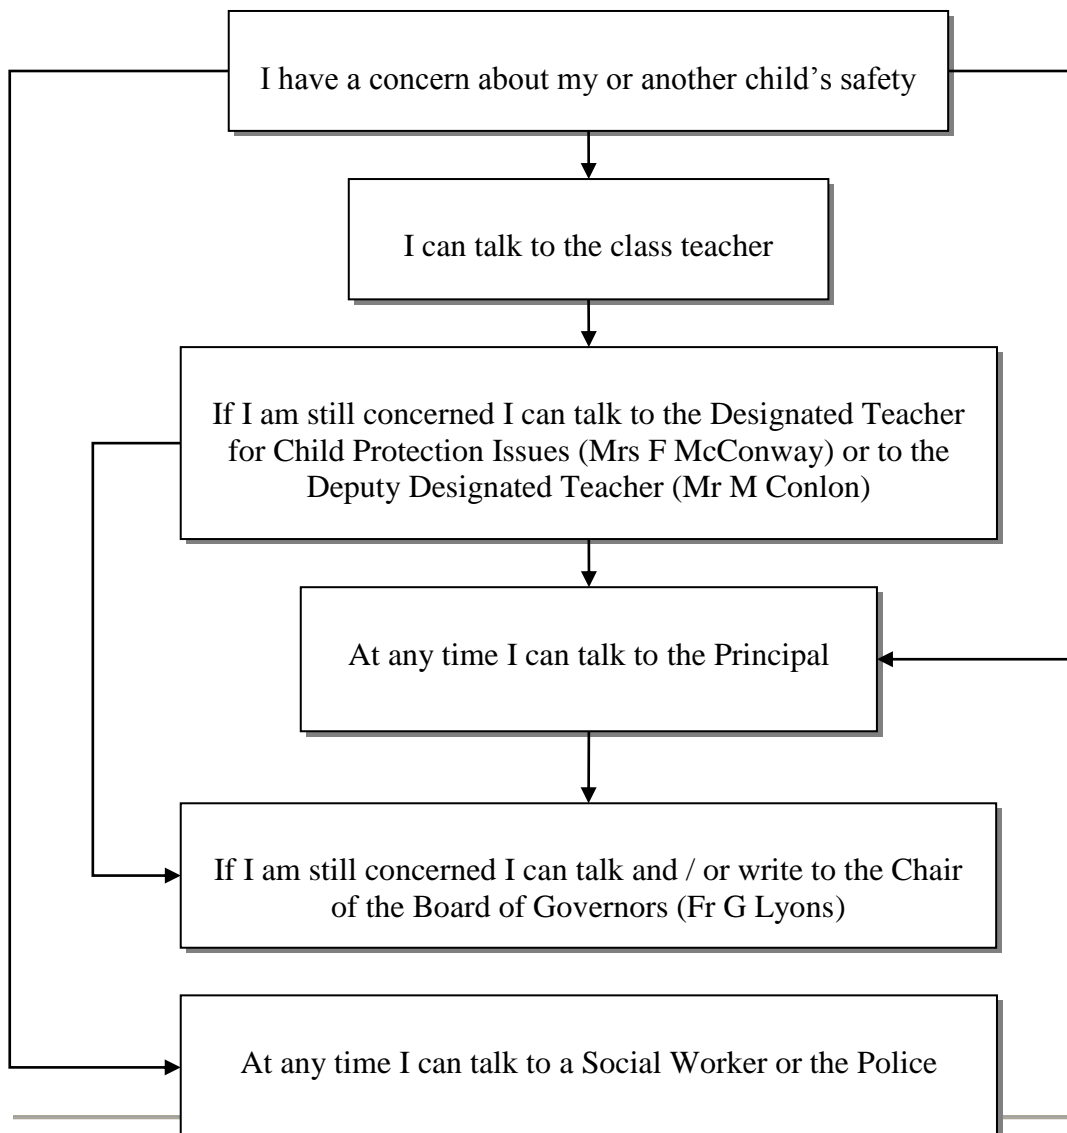 I have a concern about my or another child’s safety
I can talk to the class teacher
If I am still concerned I can talk to the Designated Teacher
for Child Protection Issues (Mrs F McConway) or to the
Deputy Designated Teacher (Mr M Conlon)
At any time I can talk to the Principal
If I am still concerned I can talk and / or write to the Chair
of the Board of Governors (Fr G Lyons)
At any time I can talk to a Social Worker or the Police